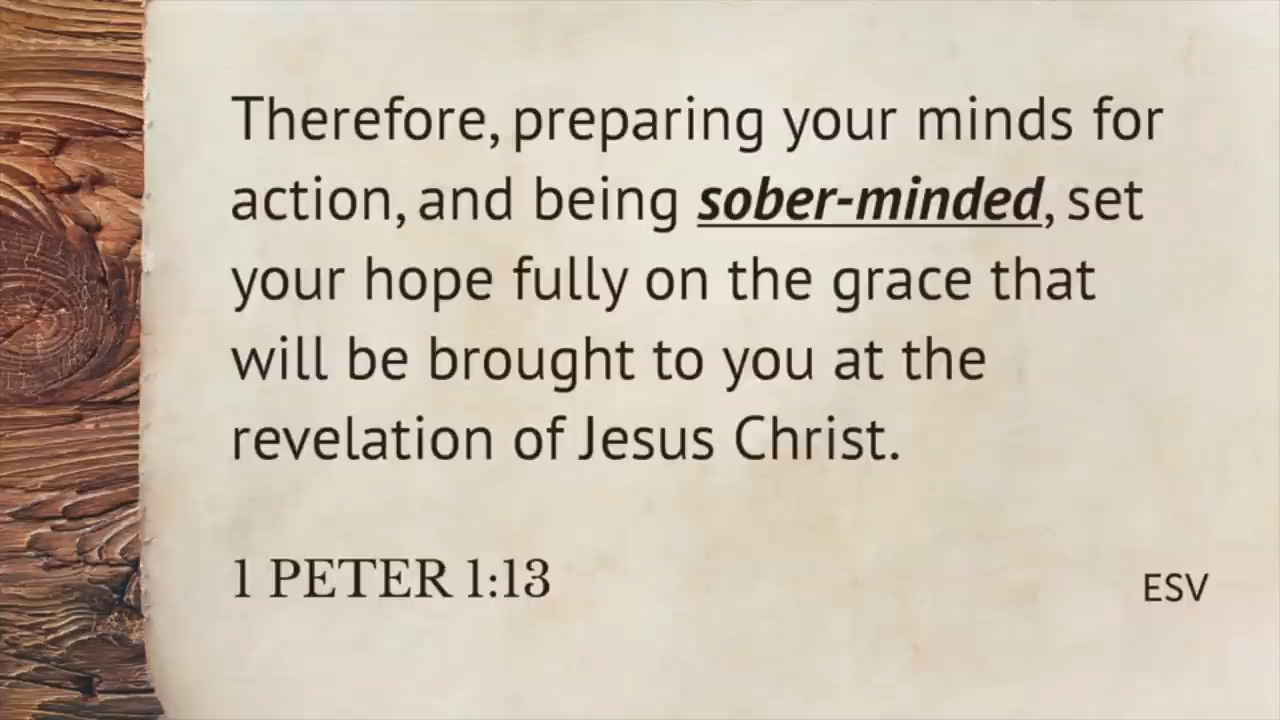 Therefore, preparing your minds for
action, and being sober-minded, set
your hope fully on the grace that
will be brought to you at the
revelation of Jesus Christ.
1 PETER 1:13
ESV